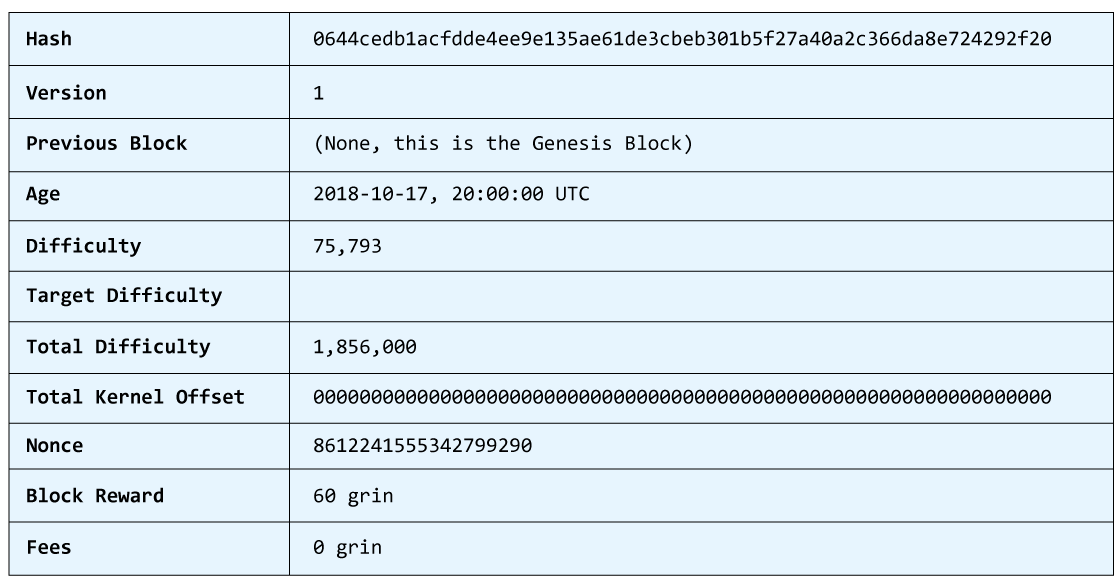 Hash 0644cedb1acfdde4ee9e135ae61de3cbeb301b5f27a40a2c366da8e724292f20
Version 1
Previous Block (None, this is the Genesis Block)
Age 2018-10-17, 20:00:00 UTC
Difficulty 75,793
Target Difficulty
Total Difficulty 1,856,000
Total Kernel Offset 0000000000000000000000000000000000000000000000000000000000000000
Nonce 8612241555342799290
Block Reward 60 grin
Fees 0 grin